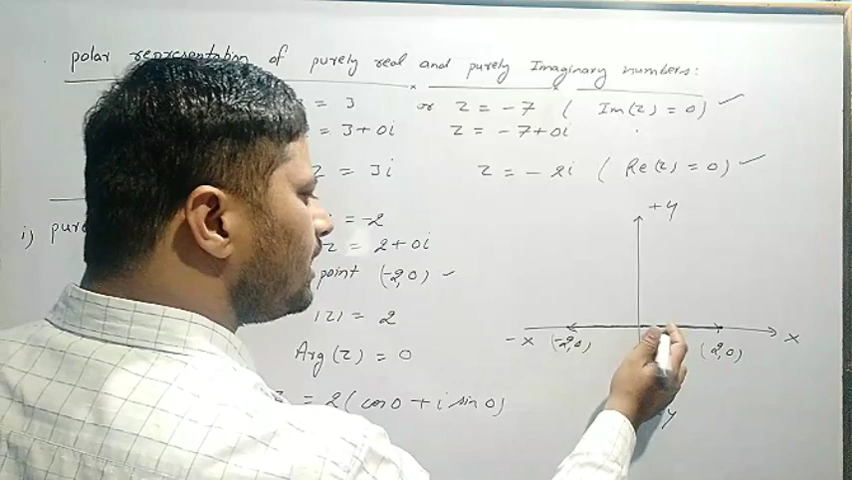 polar representation of purely real and purely Imaginary numbers:
= 3 or z = -7 ( Im(z) = 0 ) ✓
= 3+0i z = -7+0i
z = 3i z = -2i ( Re(z) = 0 ) ✓
i)
= -2
z = 2+0i
point (-2,0) ✓
|z| = 2
Arg(z) = 0
= 2( cos0 + i sin0 )
+y
-x (-2,0) (2,0) x
y